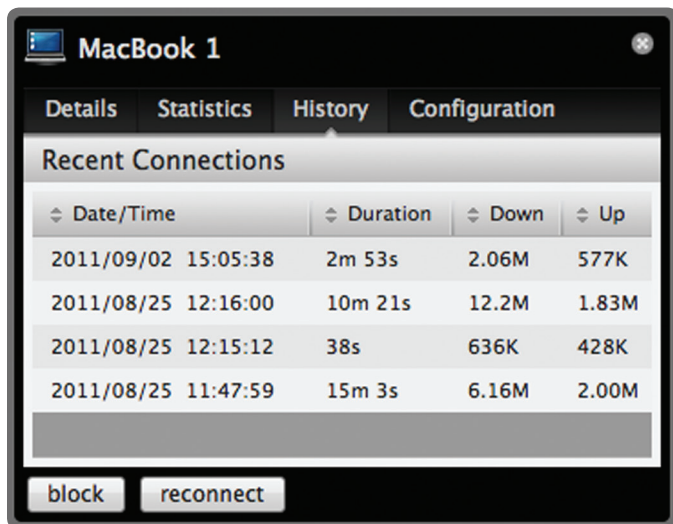 MacBook 1
Details Statistics History Configuration
Recent Connections
Date/Time Duration Down Up
2011/09/02 15:05:38 2m 53s 2.06M 577K
2011/08/25 12:16:00 10m 21s 12.2M 1.83M
2011/08/25 12:15:12 38s 636K 428K
2011/08/25 11:47:59 15m 3s 6.16M 2.00M
block reconnect